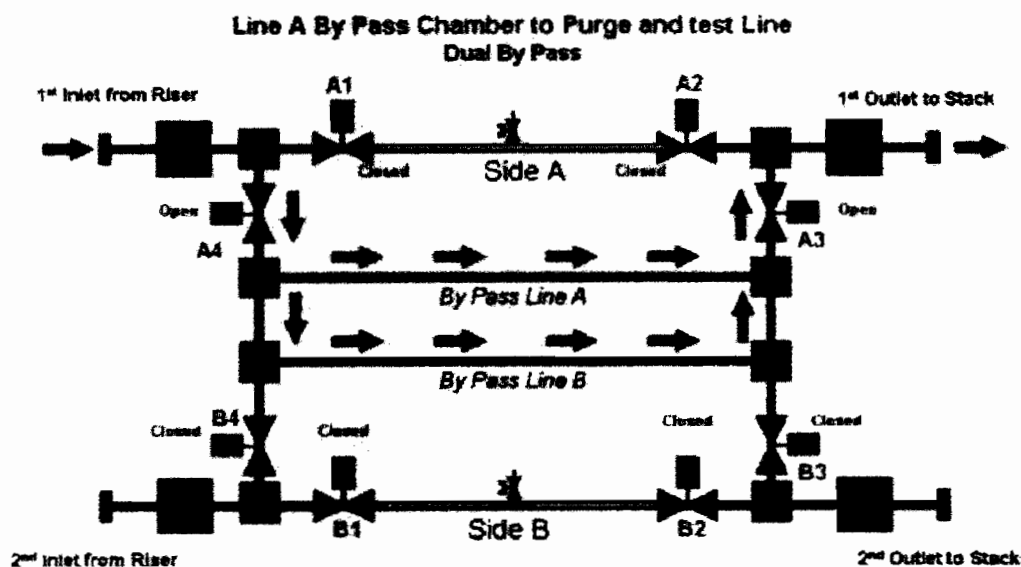 Line A By Pass Chamber to Purge and test Line
Dual By Pass
1st Inlet from Riser
A1
A2
1st Outlet to Stack
Closed
Side A
Closed
Open
A4
Open
A3
By Pass Line A
By Pass Line B
B4
Closed
Closed
Closed
Closed
B3
B1
Side B
B2
2nd Inlet from Riser
2nd Outlet to Stack